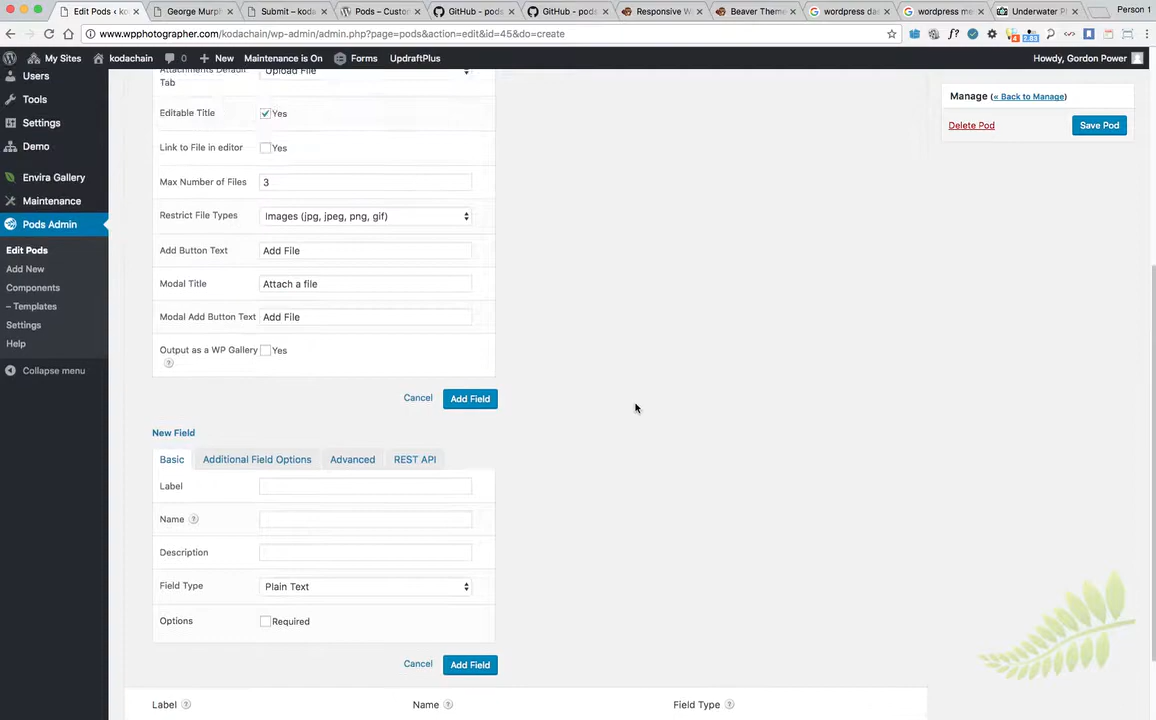 Edit Pods ‹ ko
George Murph
Submit – koda
Pods – Custom
GitHub - pods
GitHub - pods
Responsive W
Beaver Theme
wordpress das
wordpress me
Underwater P
Person 1
www.wpphotographer.com/kodachain/wp-admin/admin.php?page=pods&action=edit&id=45&do=create
My Sites
kodachain
0
+ New
Maintenance is On
Forms
UpdraftPlus
Howdy, Gordon Power
Users
Tools
Settings
Demo
Envira Gallery
Maintenance
Pods Admin
Edit Pods
Add New
Components
– Templates
Settings
Help
Collapse menu
Attachments Default
Tab
Upload File
Editable Title
Yes
Link to File in editor
Yes
Max Number of Files
3
Restrict File Types
Images (jpg, jpeg, png, gif)
Add Button Text
Add File
Modal Title
Attach a file
Modal Add Button Text
Add File
Output as a WP Gallery
Yes
Cancel
Add Field
New Field
Basic
Additional Field Options
Advanced
REST API
Label
Name
Description
Field Type
Plain Text
Options
Required
Cancel
Add Field
Label
Name
Field Type
Manage (« Back to Manage)
Delete Pod
Save Pod